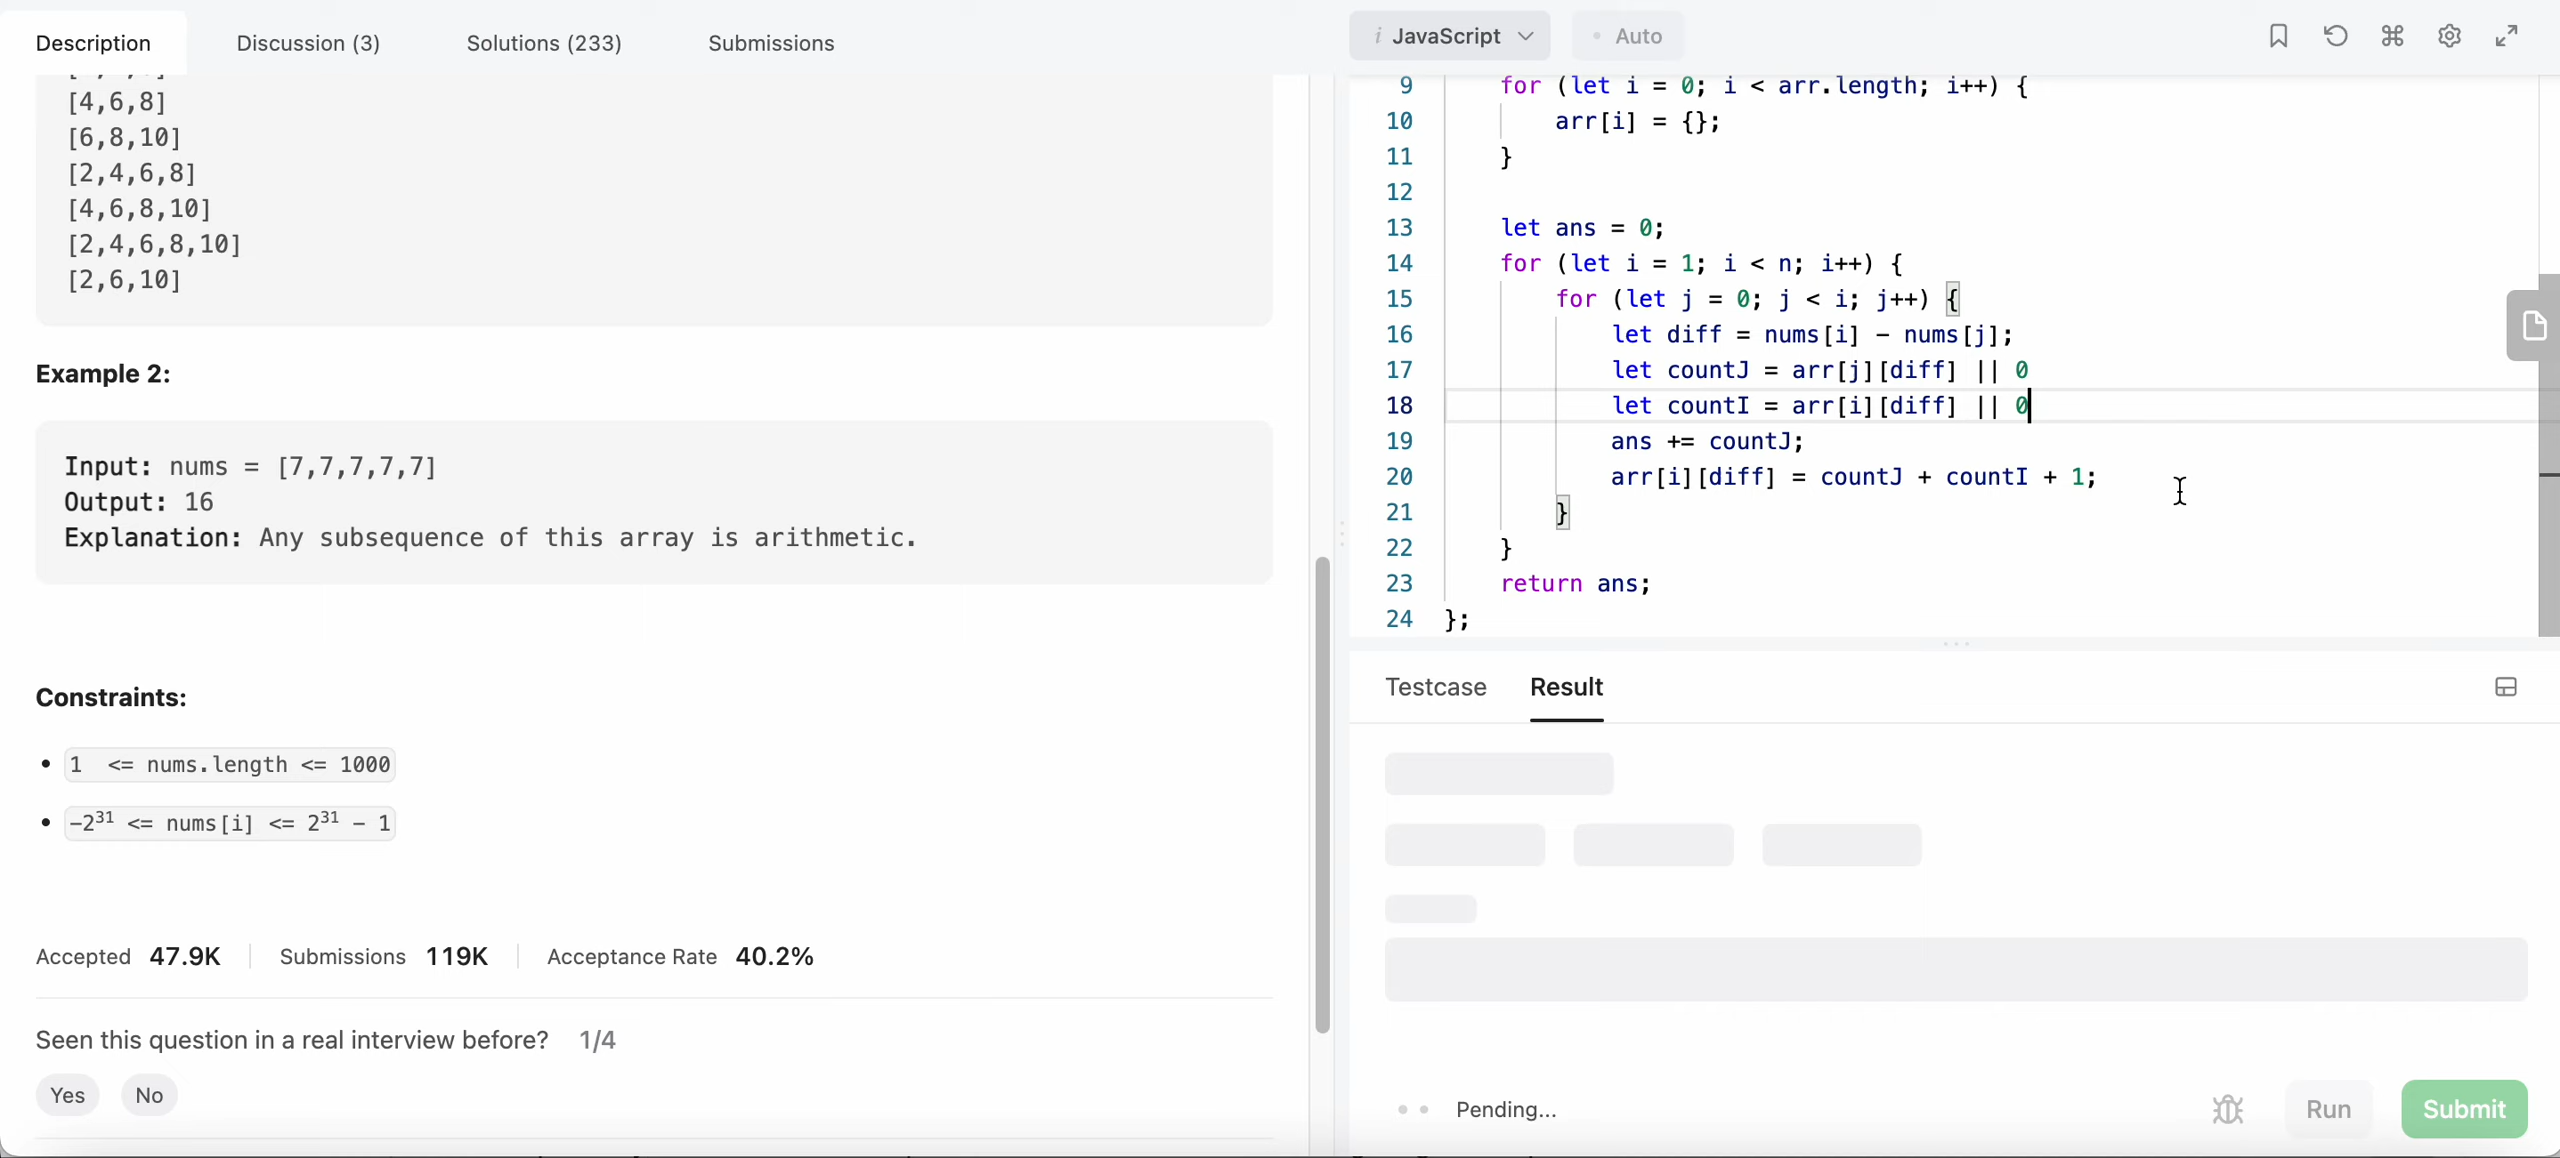 Description
Discussion (3)
Solutions (233)
Submissions
[4,6,8]
[6,8,10]
[2,4,6,8]
[4,6,8,10]
[2,4,6,8,10]
[2,6,10]
Example 2:
Input: nums = [7,7,7,7,7]
Output: 16
Explanation: Any subsequence of this array is arithmetic.
Constraints:
• 1 <= nums.length <= 1000
• -2³¹ <= nums[i] <= 2³¹ - 1
Accepted 47.9K
Submissions 119K
Acceptance Rate 40.2%
Seen this question in a real interview before? 1/4
Yes
No
i JavaScript
Auto
9 for (let i = 0; i < arr.length; i++) {
10 arr[i] = {};
11 }
12
13 let ans = 0;
14 for (let i = 1; i < n; i++) {
15 for (let j = 0; j < i; j++) {
16 let diff = nums[i] - nums[j];
17 let countJ = arr[j][diff] || 0
18 let countI = arr[i][diff] || 0
19 ans += countJ;
20 arr[i][diff] = countJ + countI + 1;
21 }
22 }
23 return ans;
24 };
Testcase
Result
Pending...
Run
Submit